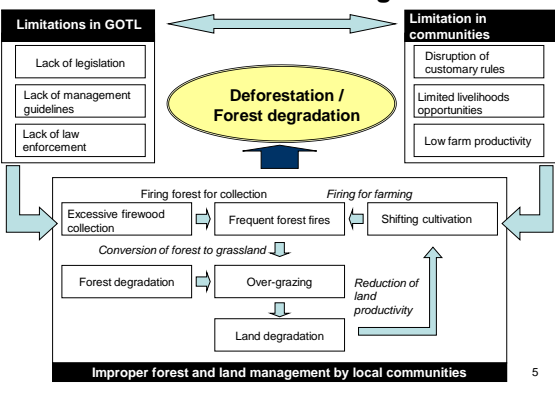 Limitations in GOTL
Lack of legislation
Lack of management
guidelines
Lack of law
enforcement
Deforestation /
Forest degradation
Limitation in
communities
Disruption of
customary rules
Limited livelihoods
opportunities
Low farm productivity
Firing forest for collection
Firing for farming
Excessive firewood
collection
Frequent forest fires
Shifting cultivation
Conversion of forest to grassland
Forest degradation
Over-grazing
Reduction of
land
productivity
Land degradation
Improper forest and land management by local communities
5